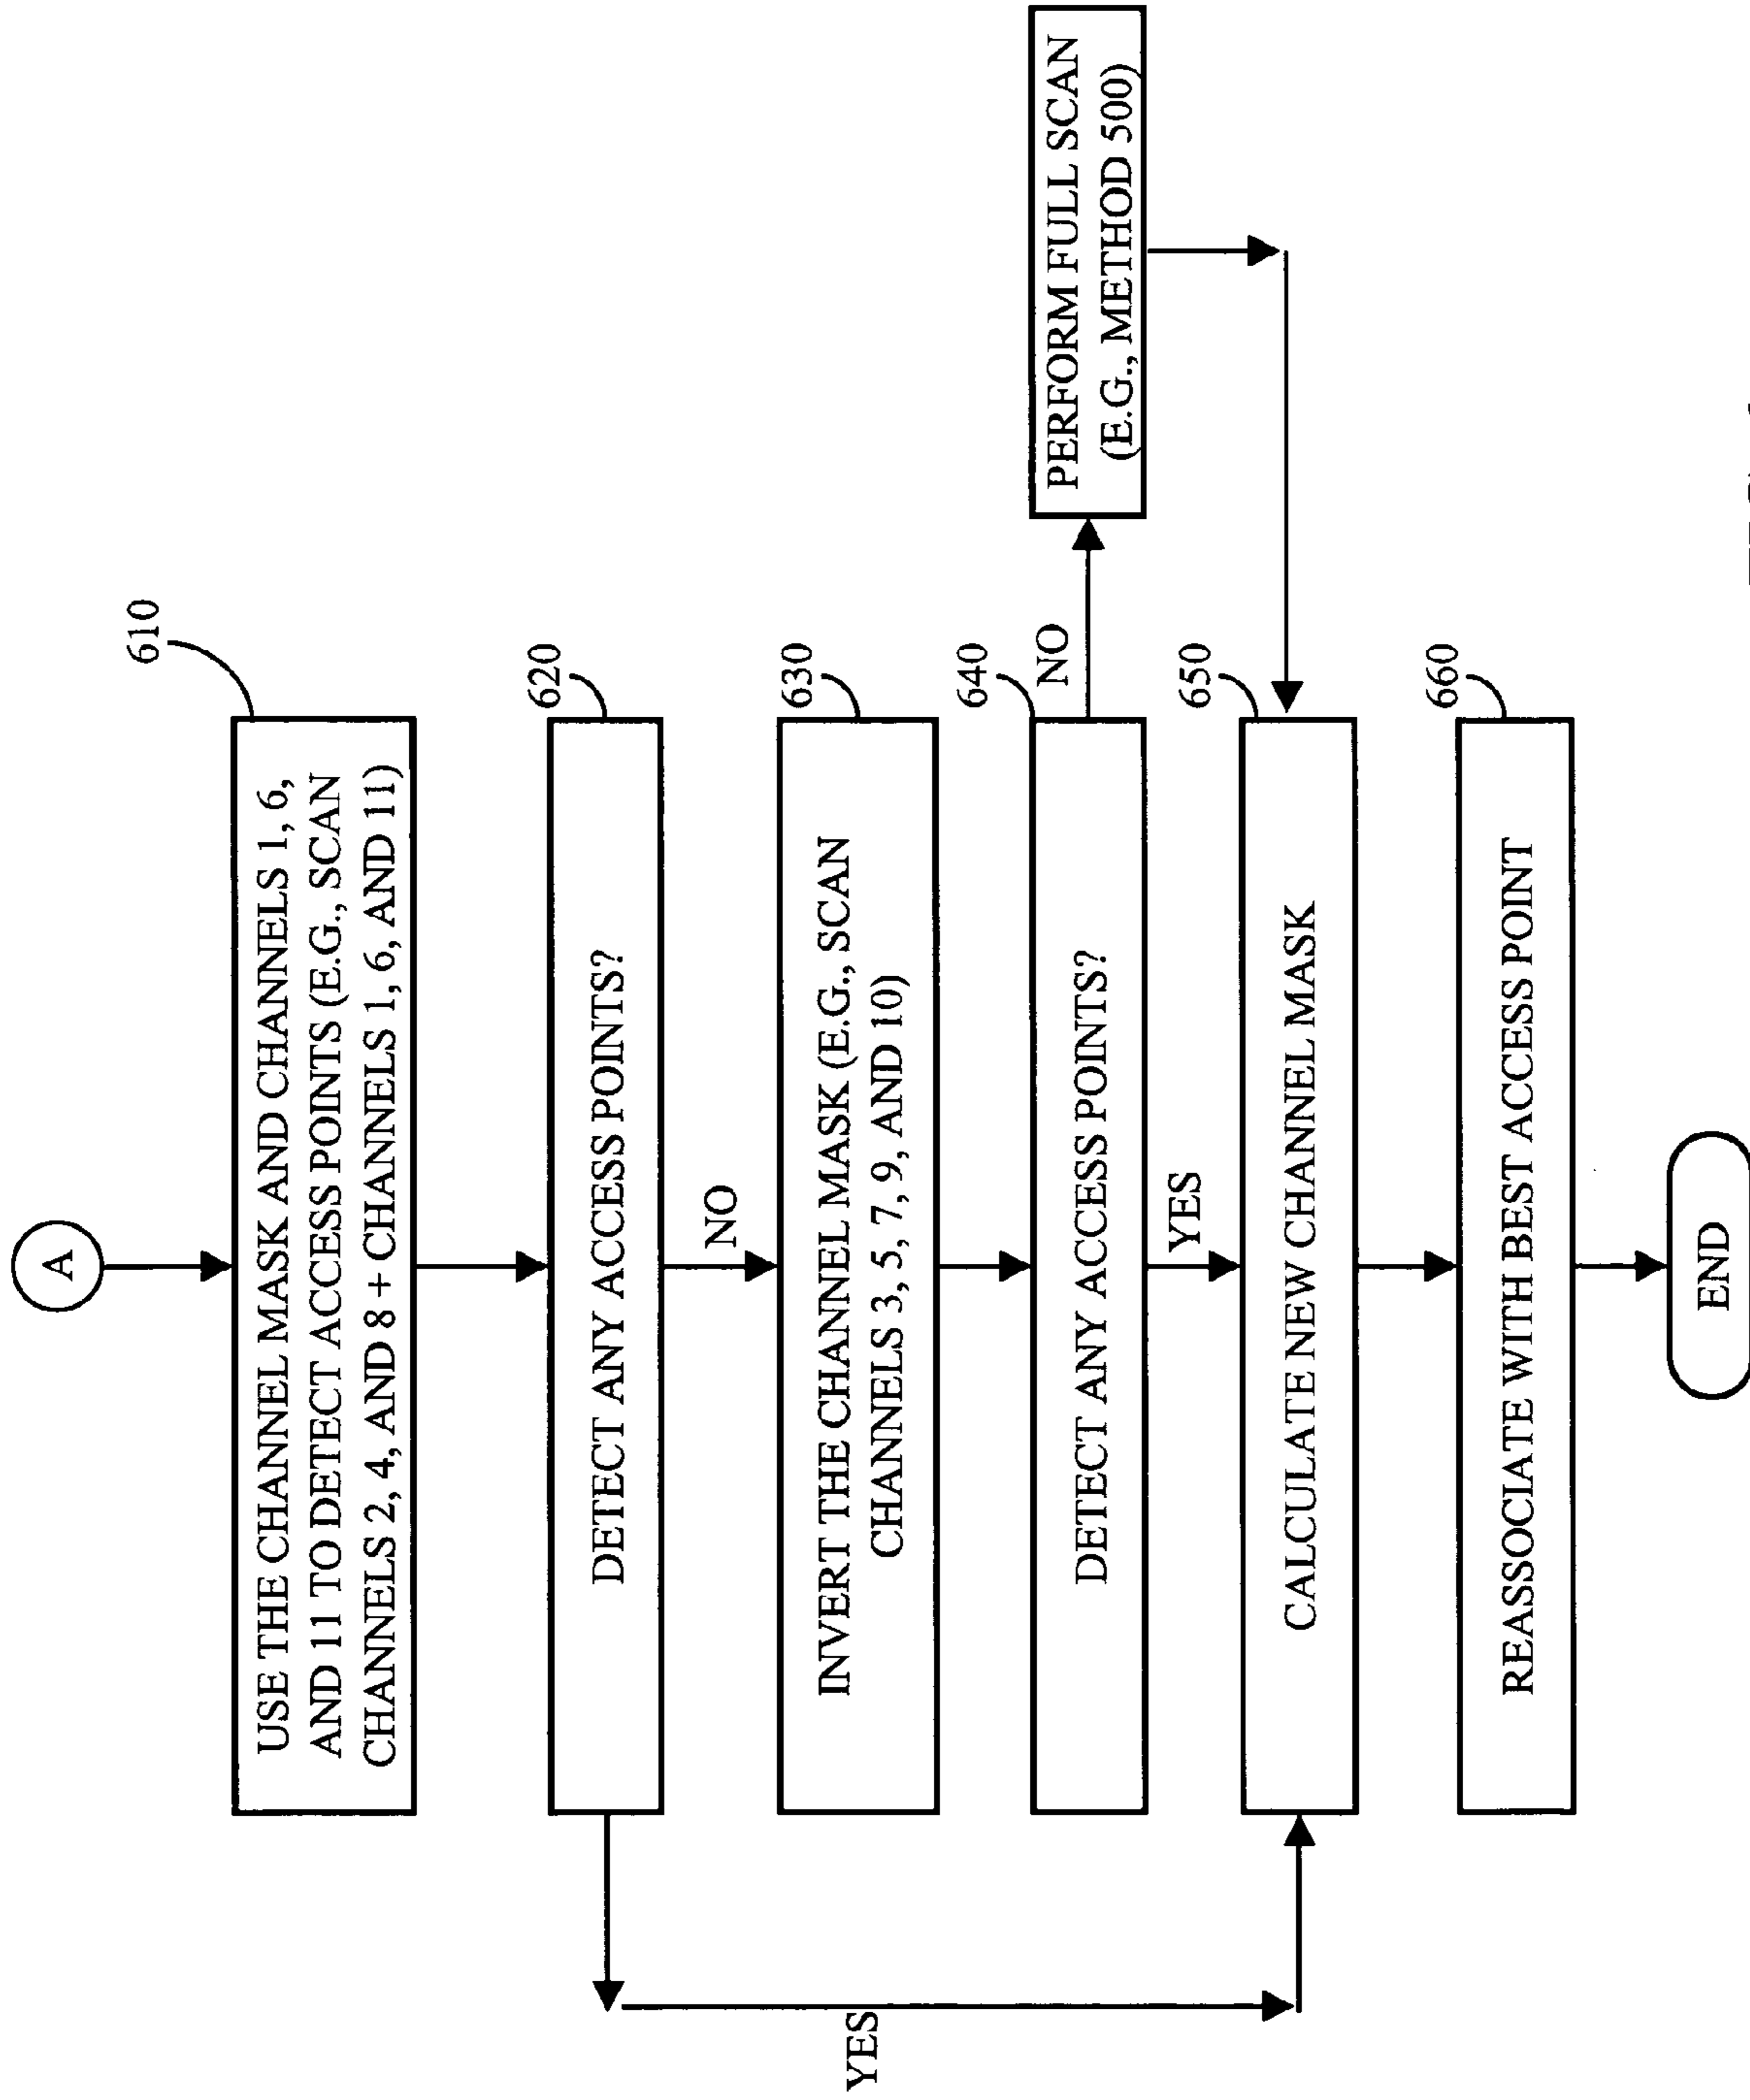 A
610
USE THE CHANNEL MASK AND CHANNELS 1, 6,
AND 11 TO DETECT ACCESS POINTS (E.G., SCAN
CHANNELS 2, 4, AND 8 + CHANNELS 1, 6, AND 11)
620
DETECT ANY ACCESS POINTS?
YES
NO
630
INVERT THE CHANNEL MASK (E.G., SCAN
CHANNELS 3, 5, 7, 9, AND 10)
640
DETECT ANY ACCESS POINTS?
NO
PERFORM FULL SCAN
(E.G., METHOD 500)
YES
650
CALCULATE NEW CHANNEL MASK
660
REASSOCIATE WITH BEST ACCESS POINT
END